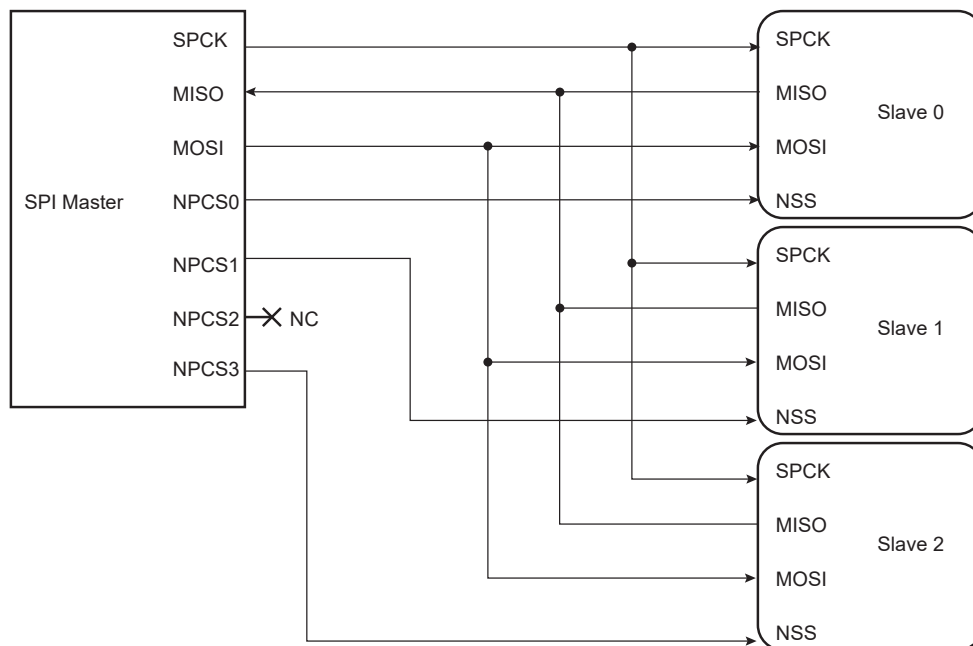 SPI Master
SPCK
MISO
MOSI
NPCS0
NPCS1
NPCS2
NC
NPCS3
SPCK
MISO
Slave 0
MOSI
NSS
SPCK
MISO
Slave 1
MOSI
NSS
SPCK
MISO
Slave 2
MOSI
NSS